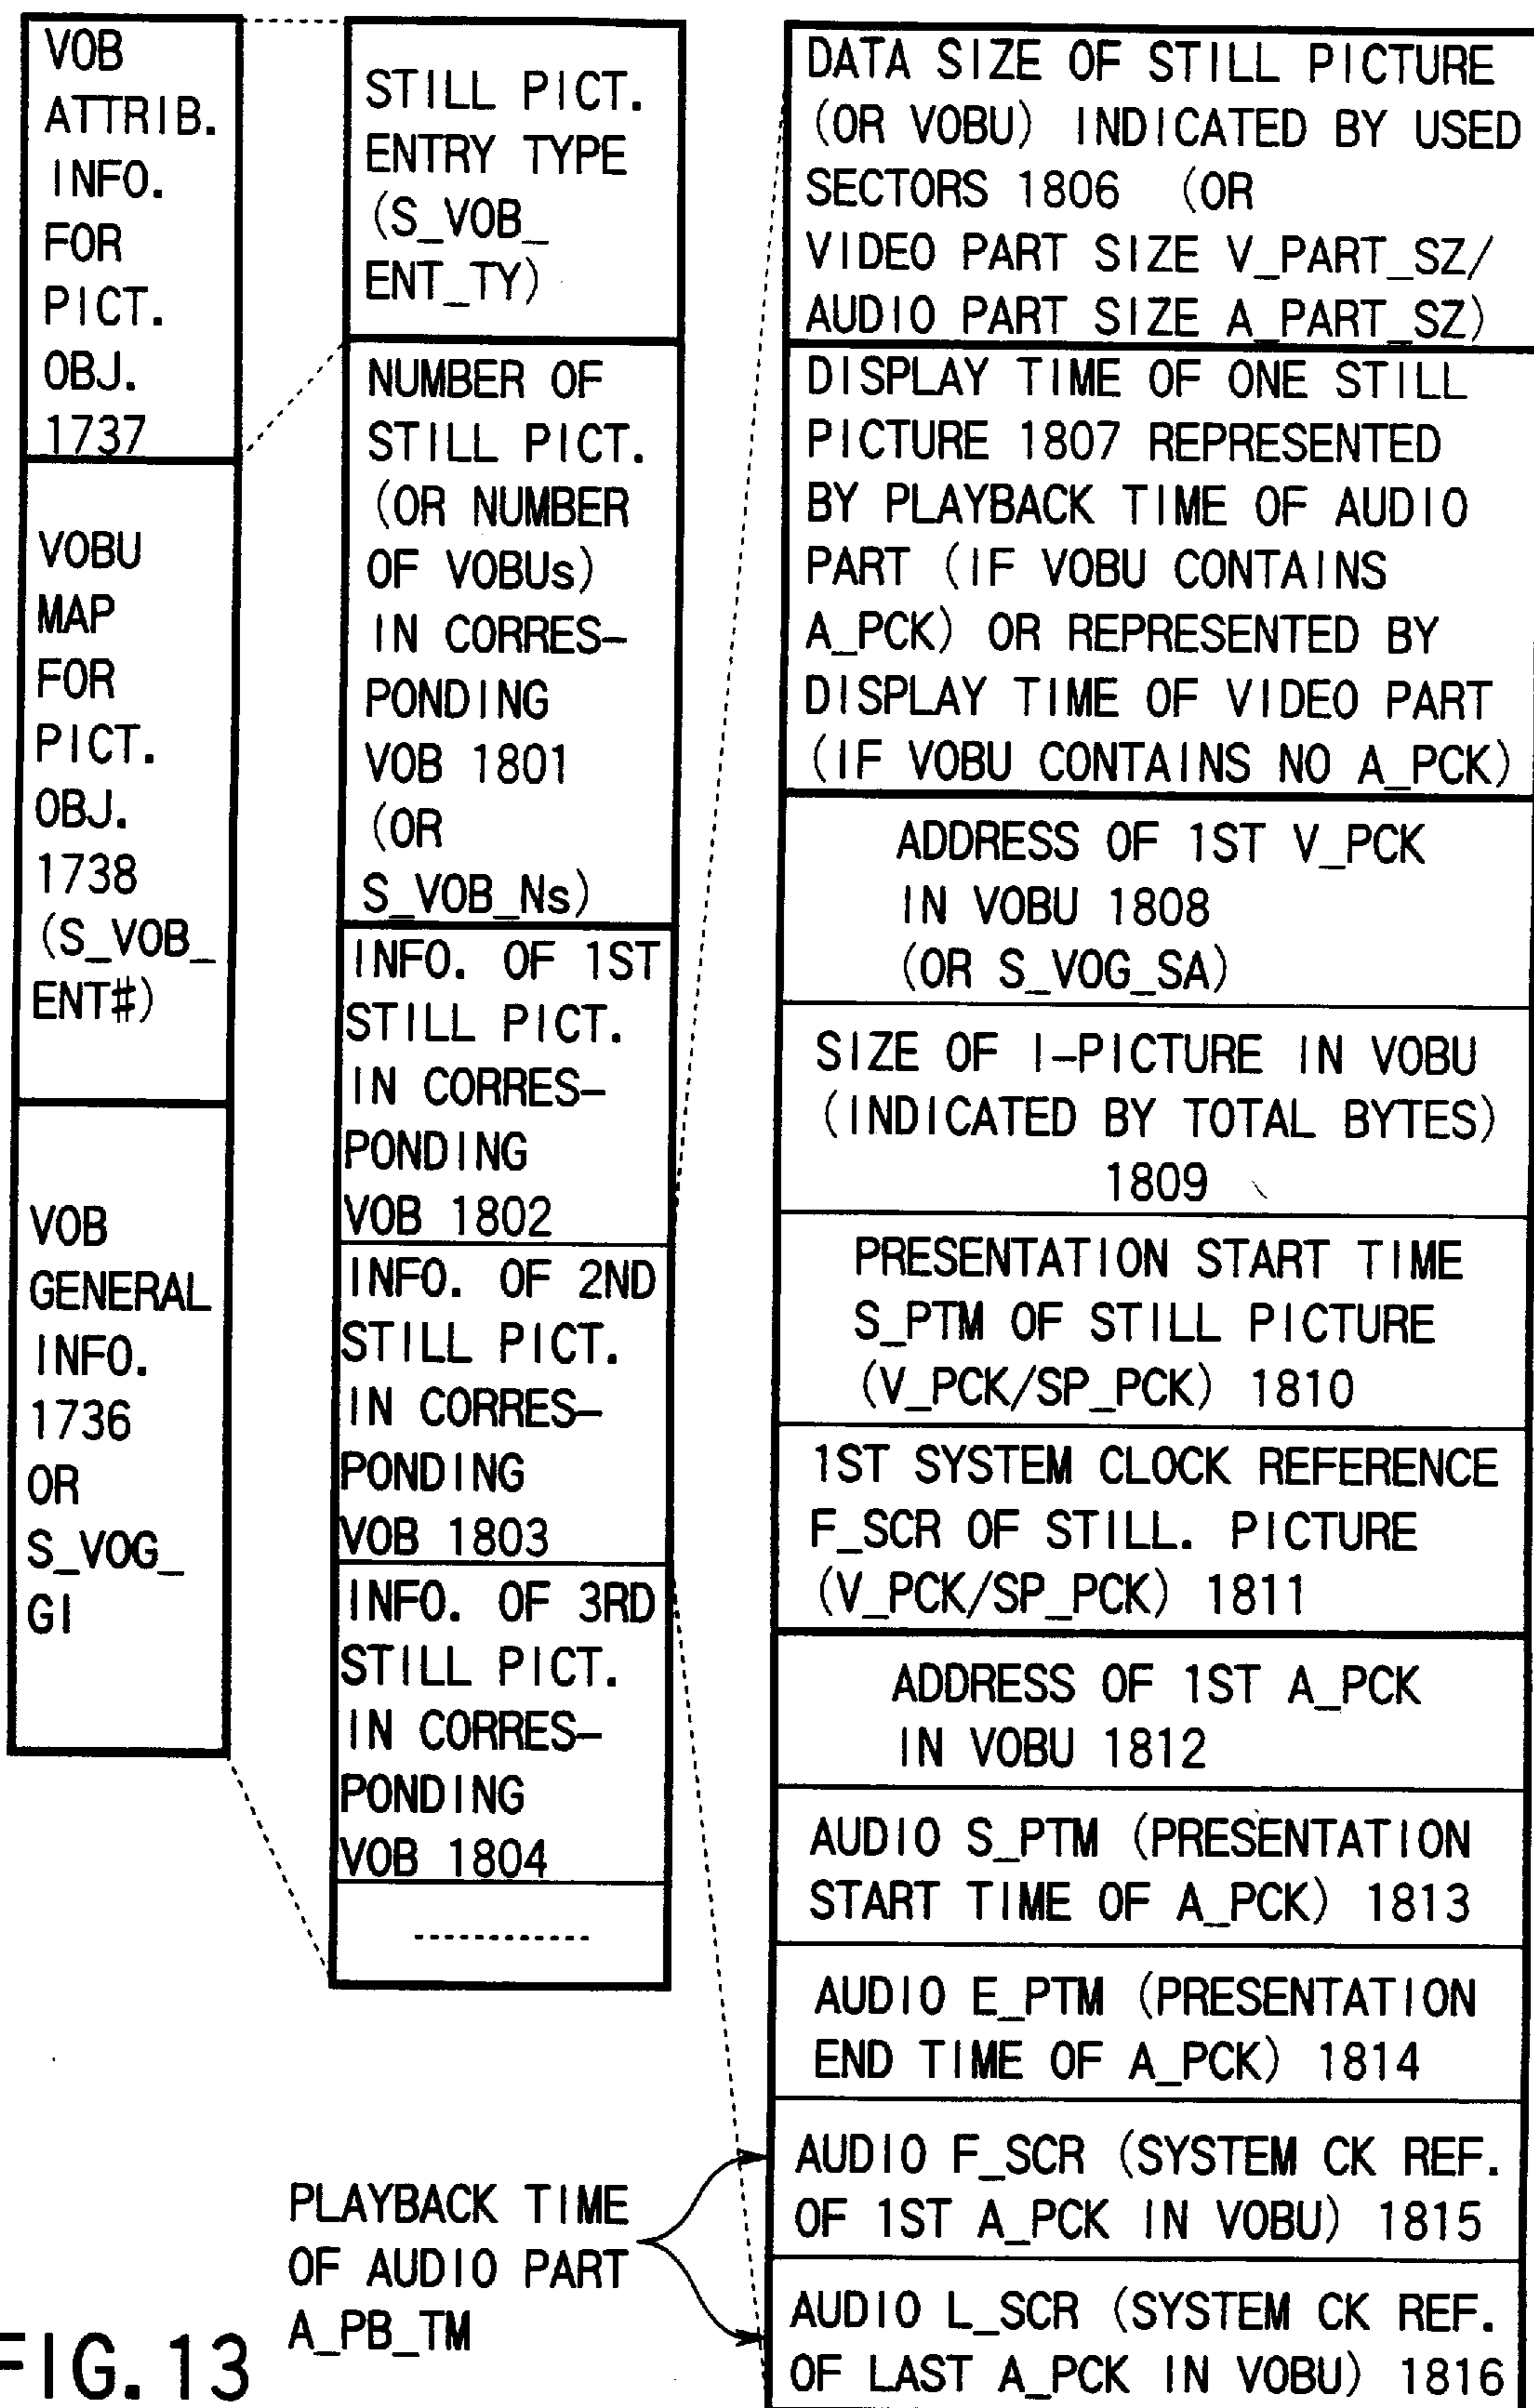 VOB
ATTRIB.
INFO.
FOR
PICT.
OBJ.
1737
VOBU
MAP
FOR
PICT.
OBJ.
1738
(S_VOB_
ENT#)
VOB
GENERAL
INFO.
1736
OR
S_VOG_
GI
STILL PICT.
ENTRY TYPE
(S_VOB_
ENT_TY)
NUMBER OF
STILL PICT.
(OR NUMBER
OF VOBUs)
IN CORRES-
PONDING
VOB 1801
(OR
S_VOB_Ns)
INFO. OF 1ST
STILL PICT.
IN CORRES-
PONDING
VOB 1802
INFO. OF 2ND
STILL PICT.
IN CORRES-
PONDING
VOB 1803
INFO. OF 3RD
STILL PICT.
IN CORRES-
PONDING
VOB 1804
DATA SIZE OF STILL PICTURE
(OR VOBU) INDICATED BY USED
SECTORS 1806 (OR
VIDEO PART SIZE V_PART_SZ/
AUDIO PART SIZE A_PART_SZ)
DISPLAY TIME OF ONE STILL
PICTURE 1807 REPRESENTED
BY PLAYBACK TIME OF AUDIO
PART (IF VOBU CONTAINS
A_PCK) OR REPRESENTED BY
DISPLAY TIME OF VIDEO PART
(IF VOBU CONTAINS NO A_PCK)
ADDRESS OF 1ST V_PCK
IN VOBU 1808
(OR S_VOG_SA)
SIZE OF I-PICTURE IN VOBU
(INDICATED BY TOTAL BYTES)
1809
PRESENTATION START TIME
S_PTM OF STILL PICTURE
(V_PCK/SP_PCK) 1810
1ST SYSTEM CLOCK REFERENCE
F_SCR OF STILL. PICTURE
(V_PCK/SP_PCK) 1811
ADDRESS OF 1ST A_PCK
IN VOBU 1812
AUDIO S_PTM (PRESENTATION
START TIME OF A_PCK) 1813
AUDIO E_PTM (PRESENTATION
END TIME OF A_PCK) 1814
AUDIO F_SCR (SYSTEM CK REF.
OF 1ST A_PCK IN VOBU) 1815
AUDIO L_SCR (SYSTEM CK REF.
OF LAST A_PCK IN VOBU) 1816
PLAYBACK TIME
OF AUDIO PART
A_PB_TM
FIG. 13